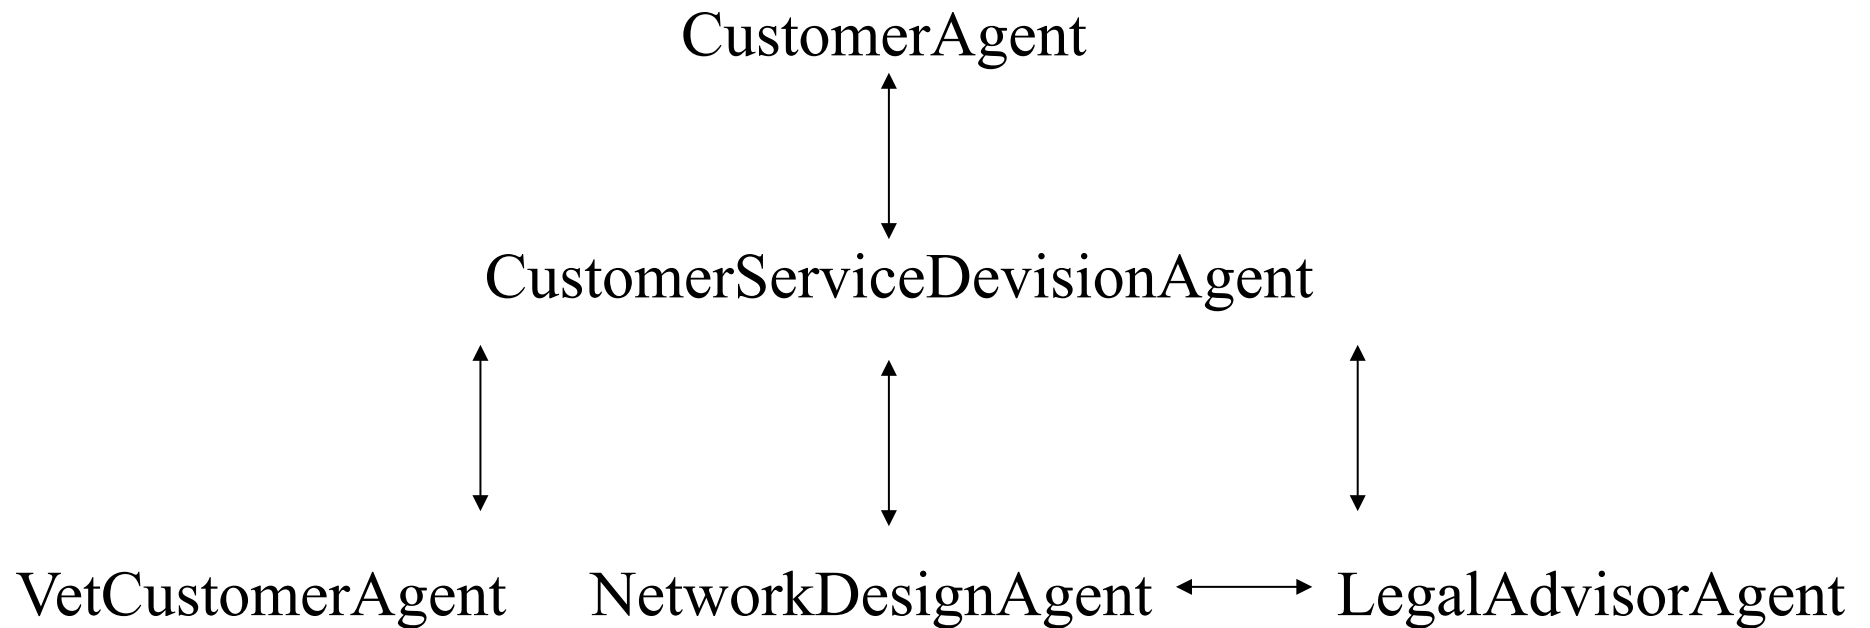 CustomerAgent
CustomerServiceDevisionAgent
VetCustomerAgent NetworkDesignAgent LegalAdvisorAgent